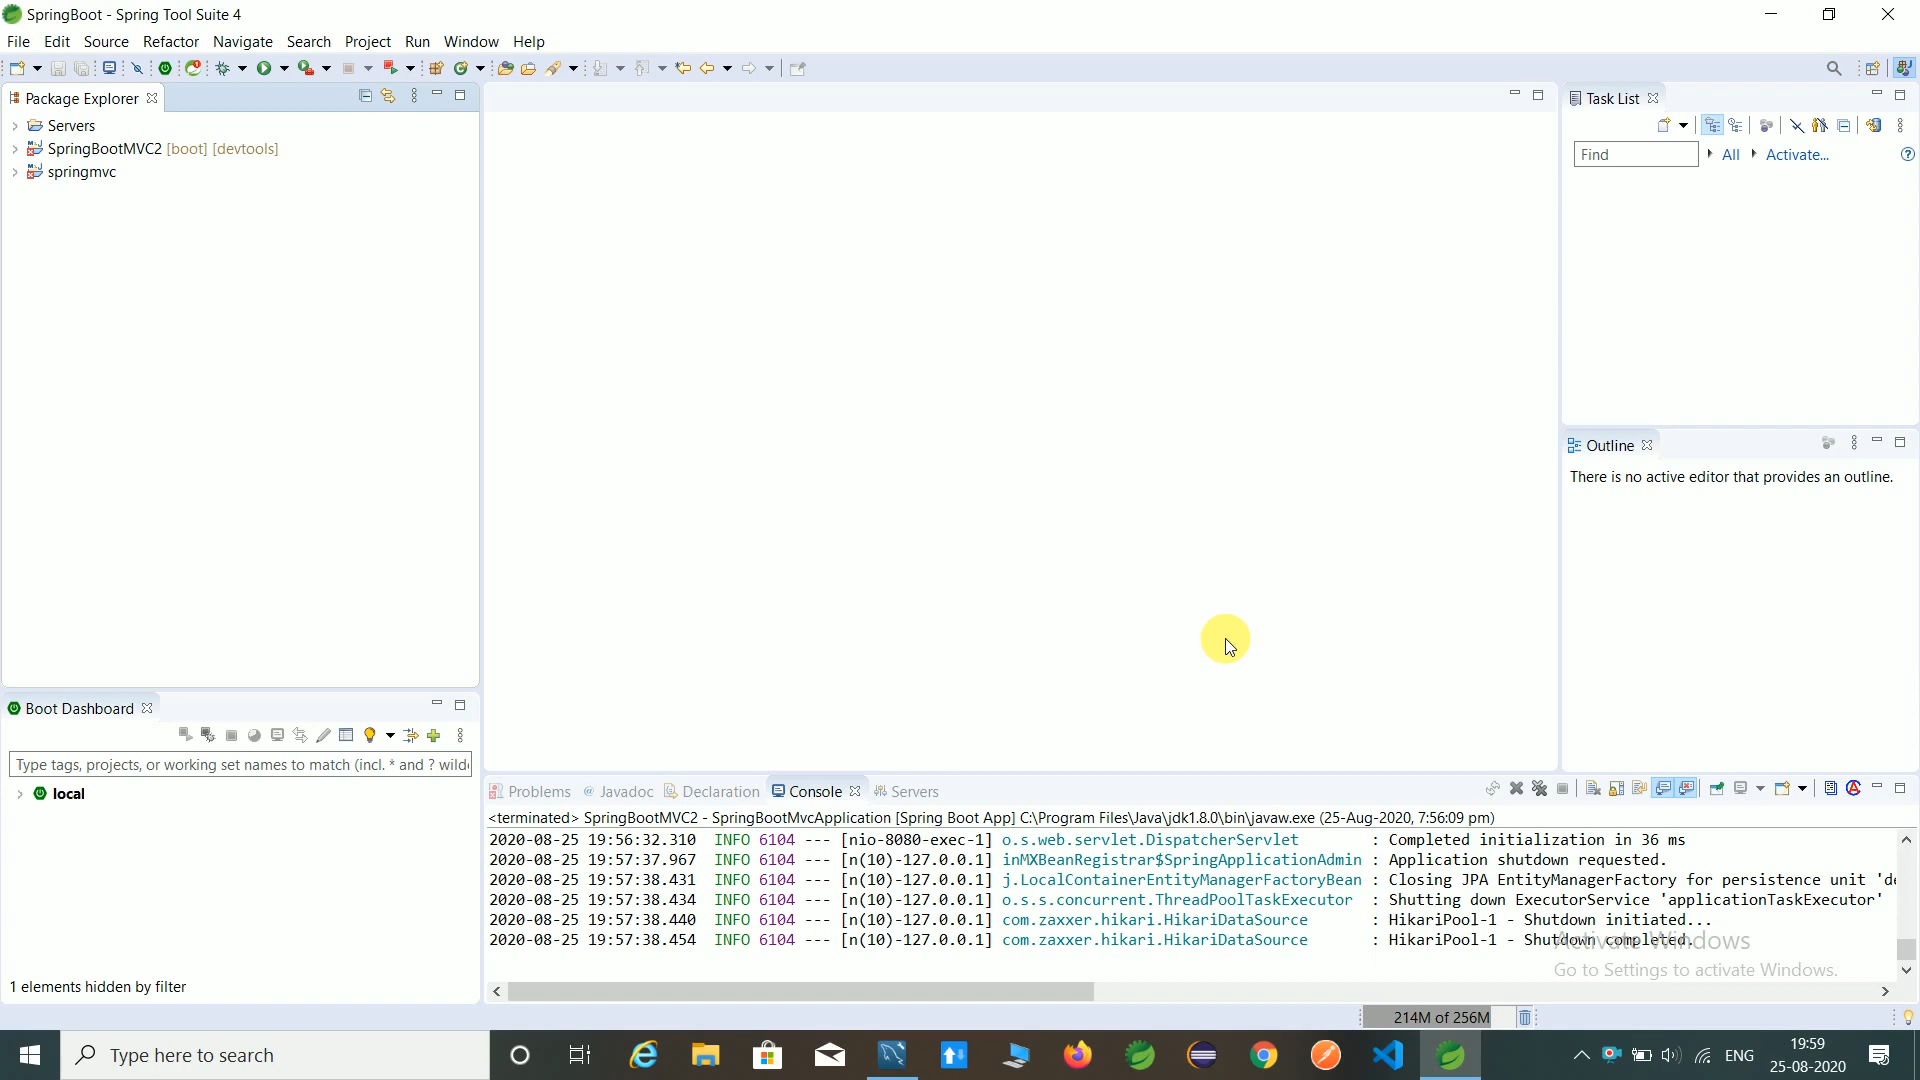 SpringBoot - Spring Tool Suite 4
File Edit Source Refactor Navigate Search Project Run Window Help
Package Explorer
Servers
SpringBootMVC2 [boot] [devtools]
springmvc
Task List
Find
All
Activate...
Outline
There is no active editor that provides an outline.
Boot Dashboard
Type tags, projects, or working set names to match (incl. * and ? wild
local
1 elements hidden by filter
Problems Javadoc Declaration Console Servers
<terminated> SpringBootMVC2 - SpringBootMvcApplication [Spring Boot App] C:\Program Files\Java\jdk1.8.0\bin\javaw.exe (25-Aug-2020, 7:56:09 pm)
2020-08-25 19:56:32.310 INFO 6104 --- [nio-8080-exec-1] o.s.web.servlet.DispatcherServlet : Completed initialization in 36 ms
2020-08-25 19:57:37.967 INFO 6104 --- [n(10)-127.0.0.1] inMXBeanRegistrar$SpringApplicationAdmin : Application shutdown requested.
2020-08-25 19:57:38.431 INFO 6104 --- [n(10)-127.0.0.1] j.LocalContainerEntityManagerFactoryBean : Closing JPA EntityManagerFactory for persistence unit 'de
2020-08-25 19:57:38.434 INFO 6104 --- [n(10)-127.0.0.1] o.s.s.concurrent.ThreadPoolTaskExecutor : Shutting down ExecutorService 'applicationTaskExecutor'
2020-08-25 19:57:38.440 INFO 6104 --- [n(10)-127.0.0.1] com.zaxxer.hikari.HikariDataSource : HikariPool-1 - Shutdown initiated...
2020-08-25 19:57:38.454 INFO 6104 --- [n(10)-127.0.0.1] com.zaxxer.hikari.HikariDataSource : HikariPool-1 - Shutdown completed.
Activate Windows
Go to Settings to activate Windows.
214M of 256M
Type here to search
ENG
19:59
25-08-2020